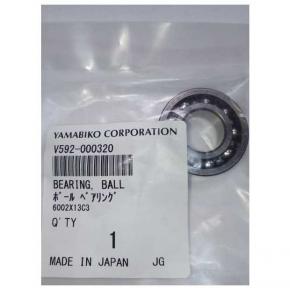 YAMABIKO CORPORATION
V592-000320
BEARING, BALL
ボール ベアリング
6002X13C3
Q'TY
1
MADE IN JAPAN JG